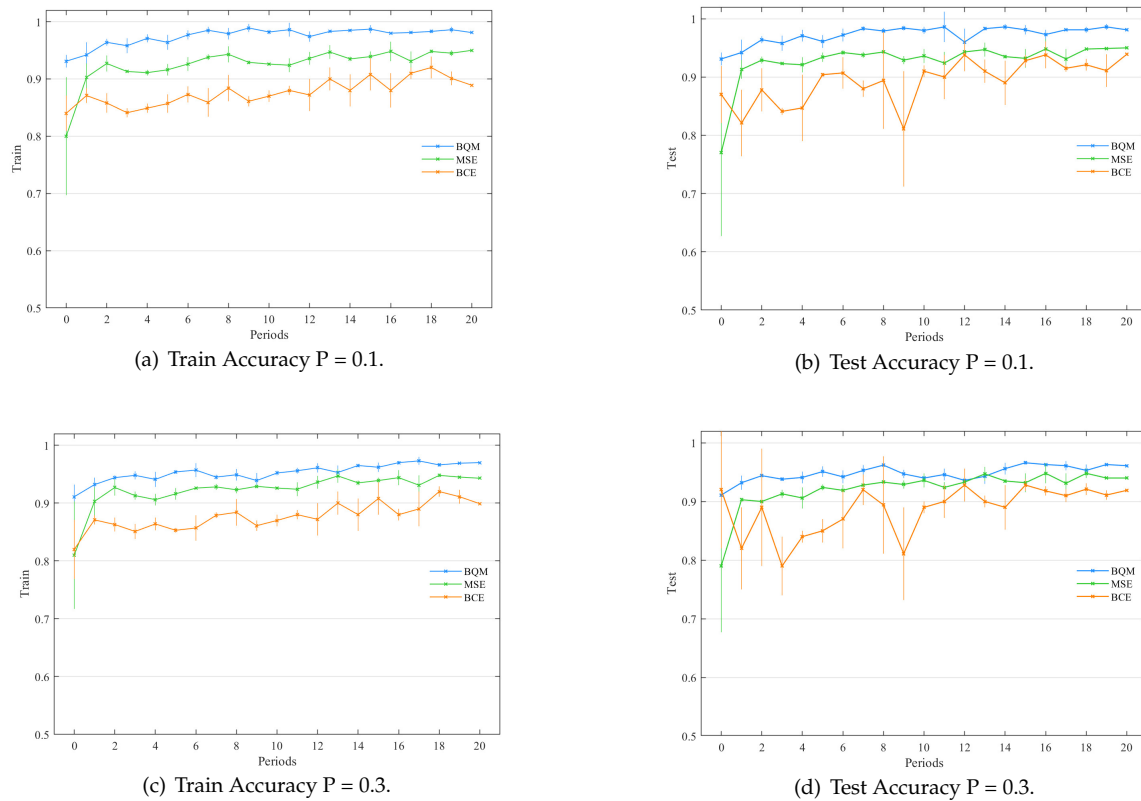 1
0.9
0.8
0.7
0.6
0.5
Train
0 2 4 6 8 10 12 14 16 18 20
Periods
BQM
MSE
BCE
(a) Train Accuracy P = 0.1.
1
0.9
0.8
0.7
0.6
0.5
Test
0 2 4 6 8 10 12 14 16 18 20
Periods
BQM
MSE
BCE
(b) Test Accuracy P = 0.1.
1
0.9
0.8
0.7
0.6
0.5
Train
0 2 4 6 8 10 12 14 16 18 20
Periods
BQM
MSE
BCE
(c) Train Accuracy P = 0.3.
1
0.9
0.8
0.7
0.6
0.5
Test
0 2 4 6 8 10 12 14 16 18 20
Periods
BQM
MSE
BCE
(d) Test Accuracy P = 0.3.